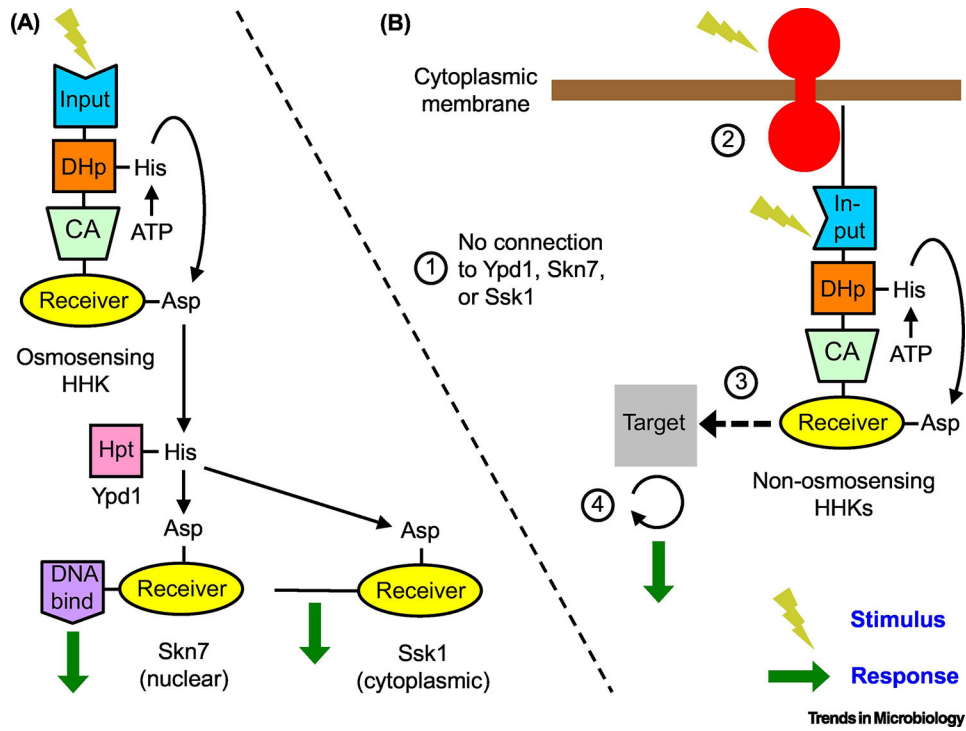 (A)
Input
DHp
His
CA
ATP
Receiver
Asp
Osmosensing
HHK
Hpt
His
Ypd1
Asp
Asp
DNA
bind
Receiver
Receiver
Skn7
(nuclear)
Ssk1
(cytoplasmic)
(B)
Cytoplasmic
membrane
2
In-
put
1
No connection
to Ypd1, Skn7,
or Ssk1
DHp
His
CA
ATP
3
Target
Receiver
Asp
Non-osmosensing
HHKs
4
Stimulus
Response
Trends in Microbiology